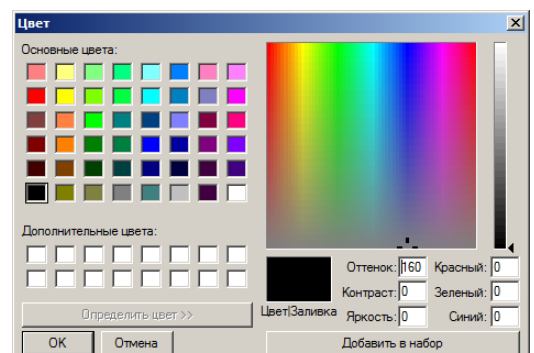 Цвет
Основные цвета:
Дополнительные цвета:
Определить цвет >>
OK
Отмена
Цвет|Заливка
Оттенок: 160
Красный: 0
Контраст: 0
Зеленый: 0
Яркость: 0
Синий: 0
Добавить в набор